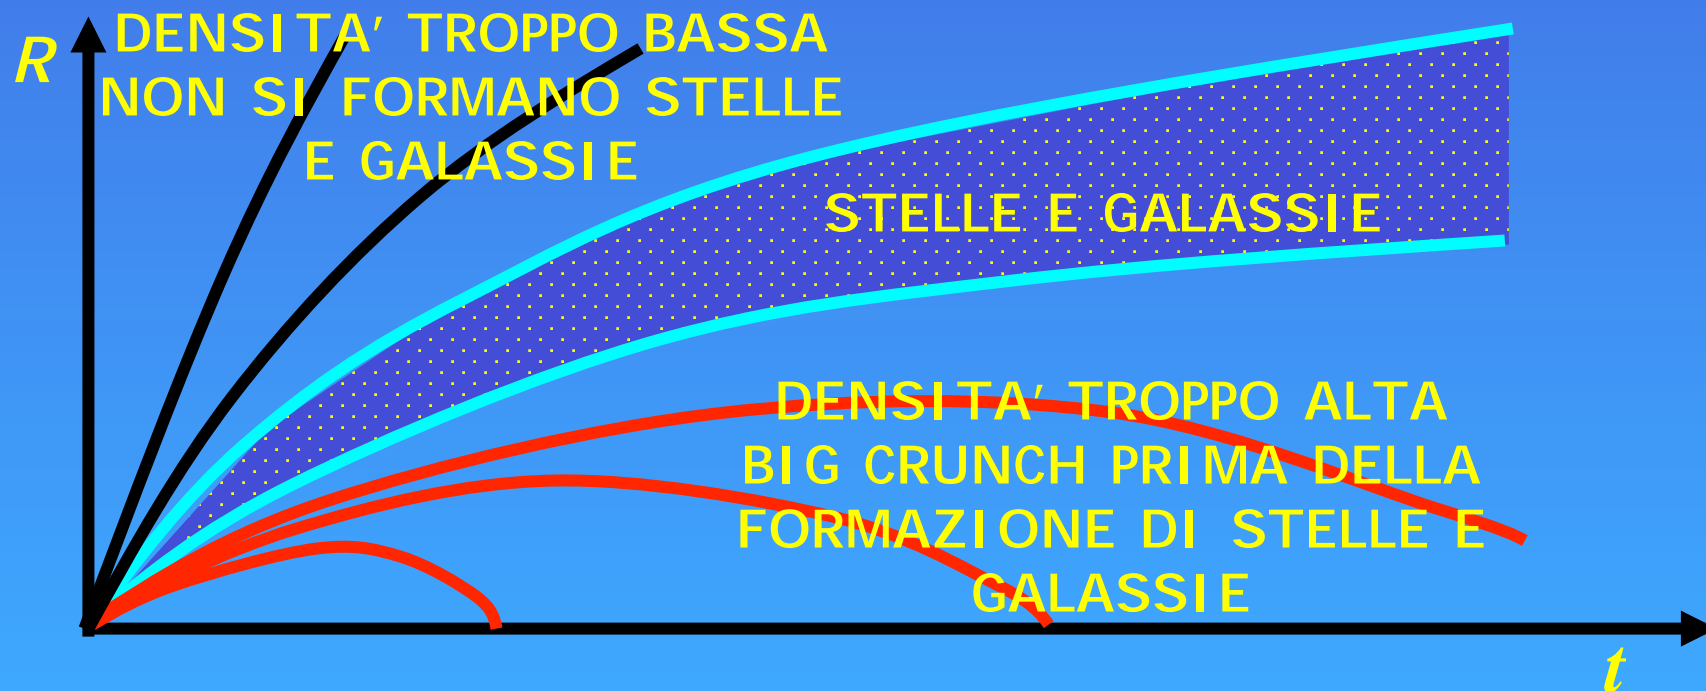 R
DENSITA' TROPPO BASSA
NON SI FORMANO STELLE
E GALASSIE
STELLE E GALASSIE
DENSITA' TROPPO ALTA
BIG CRUNCH PRIMA DELLA
FORMAZIONE DI STELLE E
GALASSIE
t